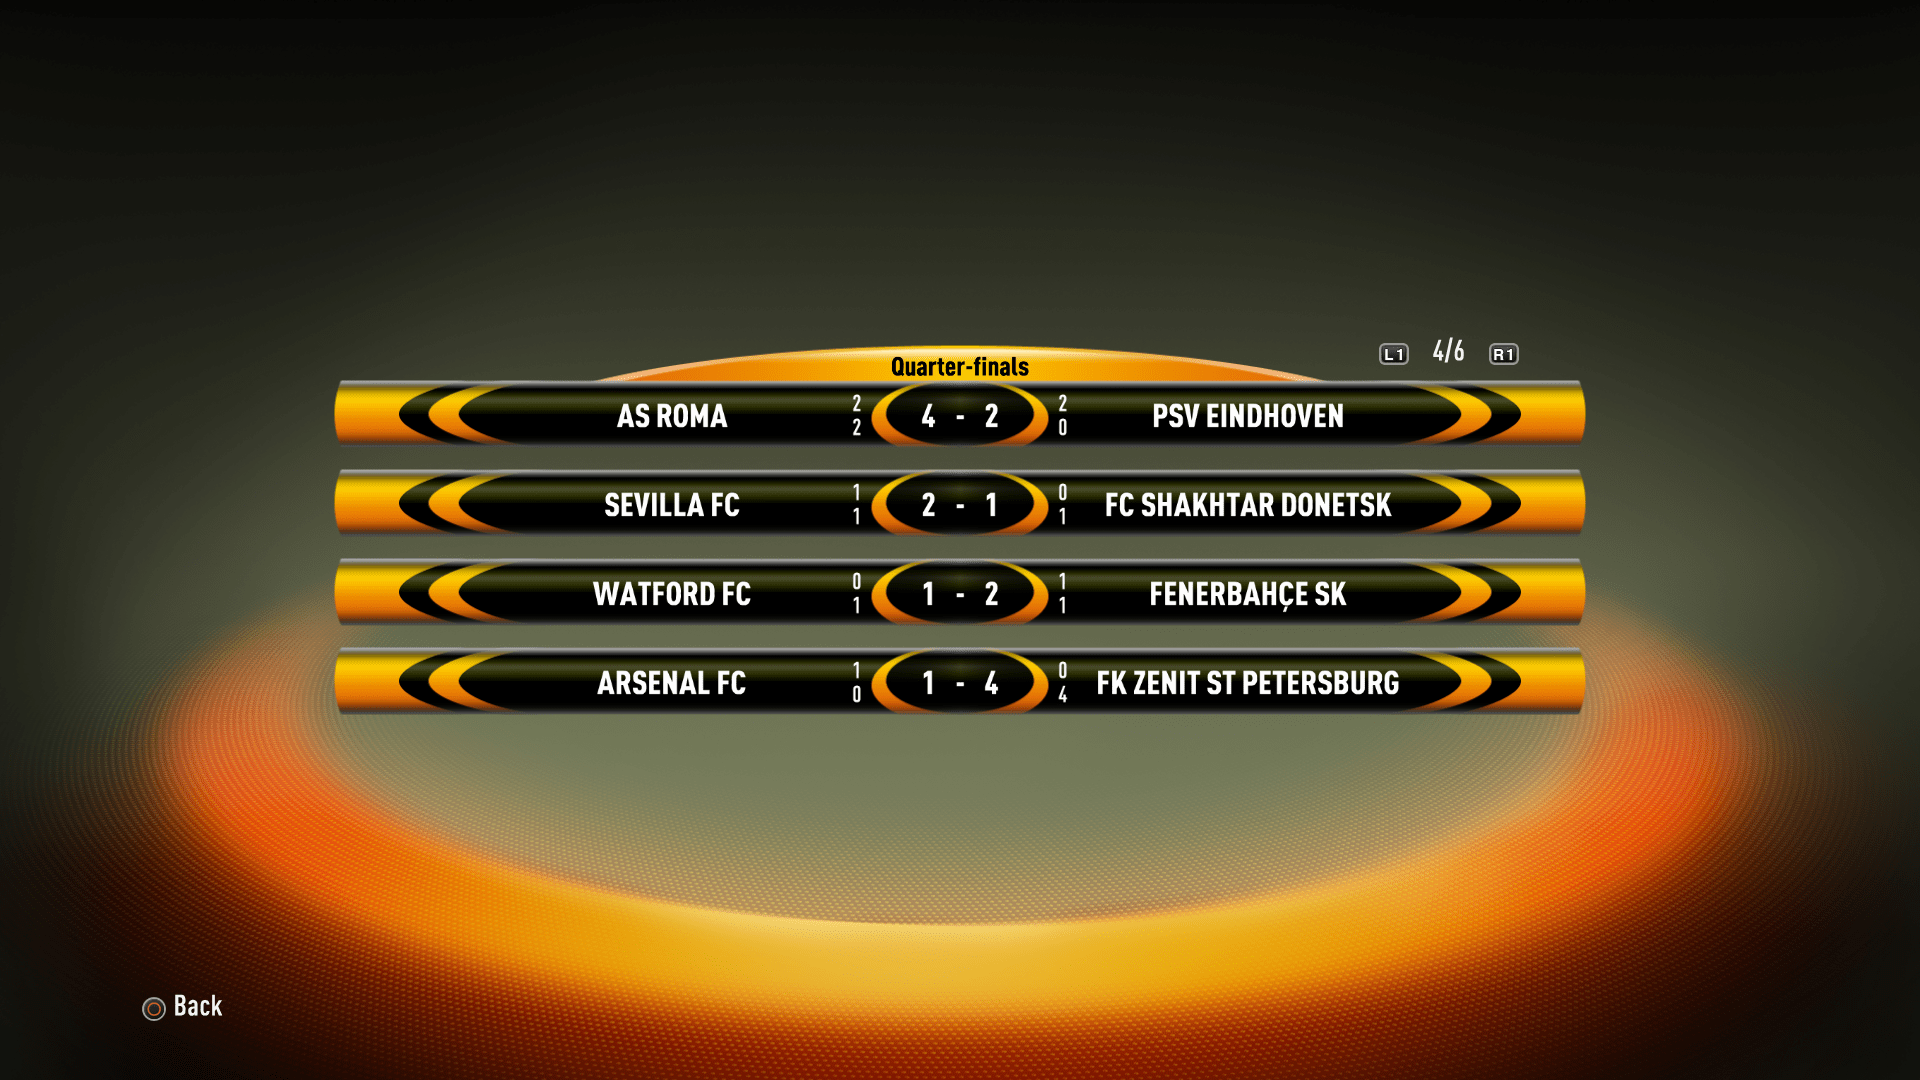 L1 4/6 R1
Quarter-finals
AS ROMA 2 2 4 - 2 2 0 PSV EINDHOVEN
SEVILLA FC 1 1 2 - 1 0 1 FC SHAKHTAR DONETSK
WATFORD FC 0 1 1 - 2 1 1 FENERBAHÇE SK
ARSENAL FC 1 0 1 - 4 0 4 FK ZENIT ST PETERSBURG
Back